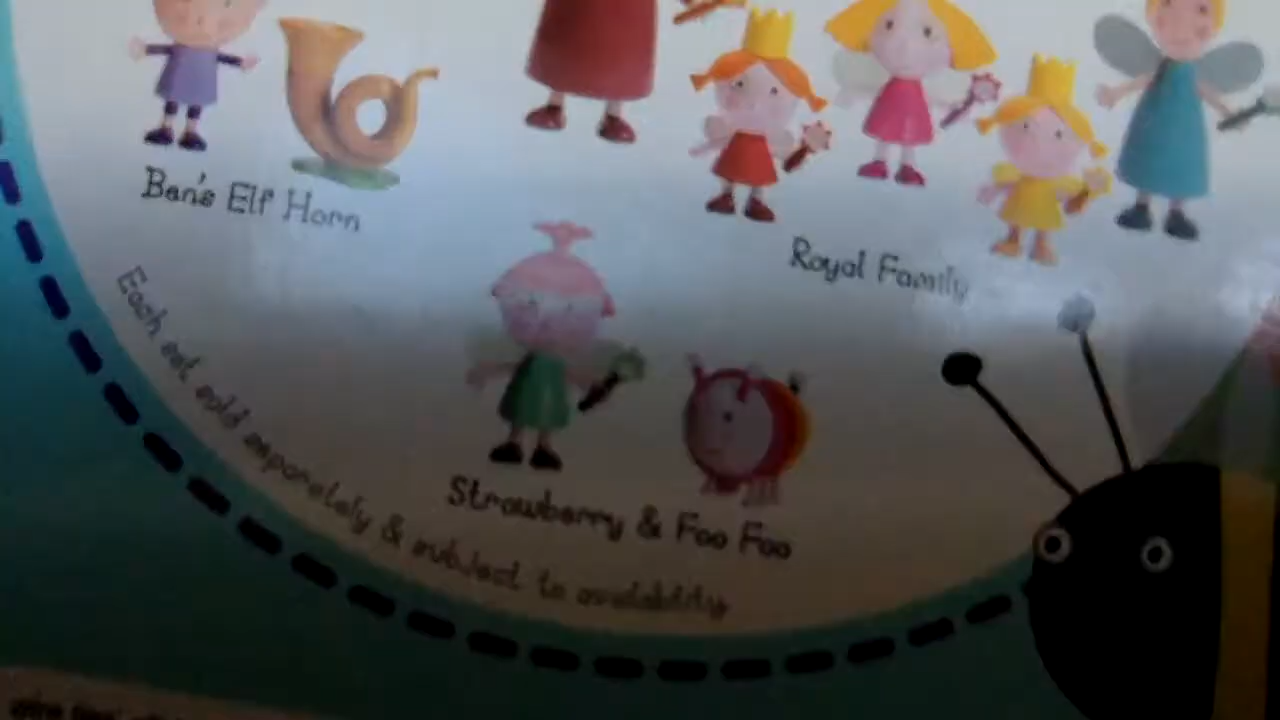 Ben's Elf Horn
Royal Family
Strawberry & Foo Foo
Each set sold separately & subject to availability